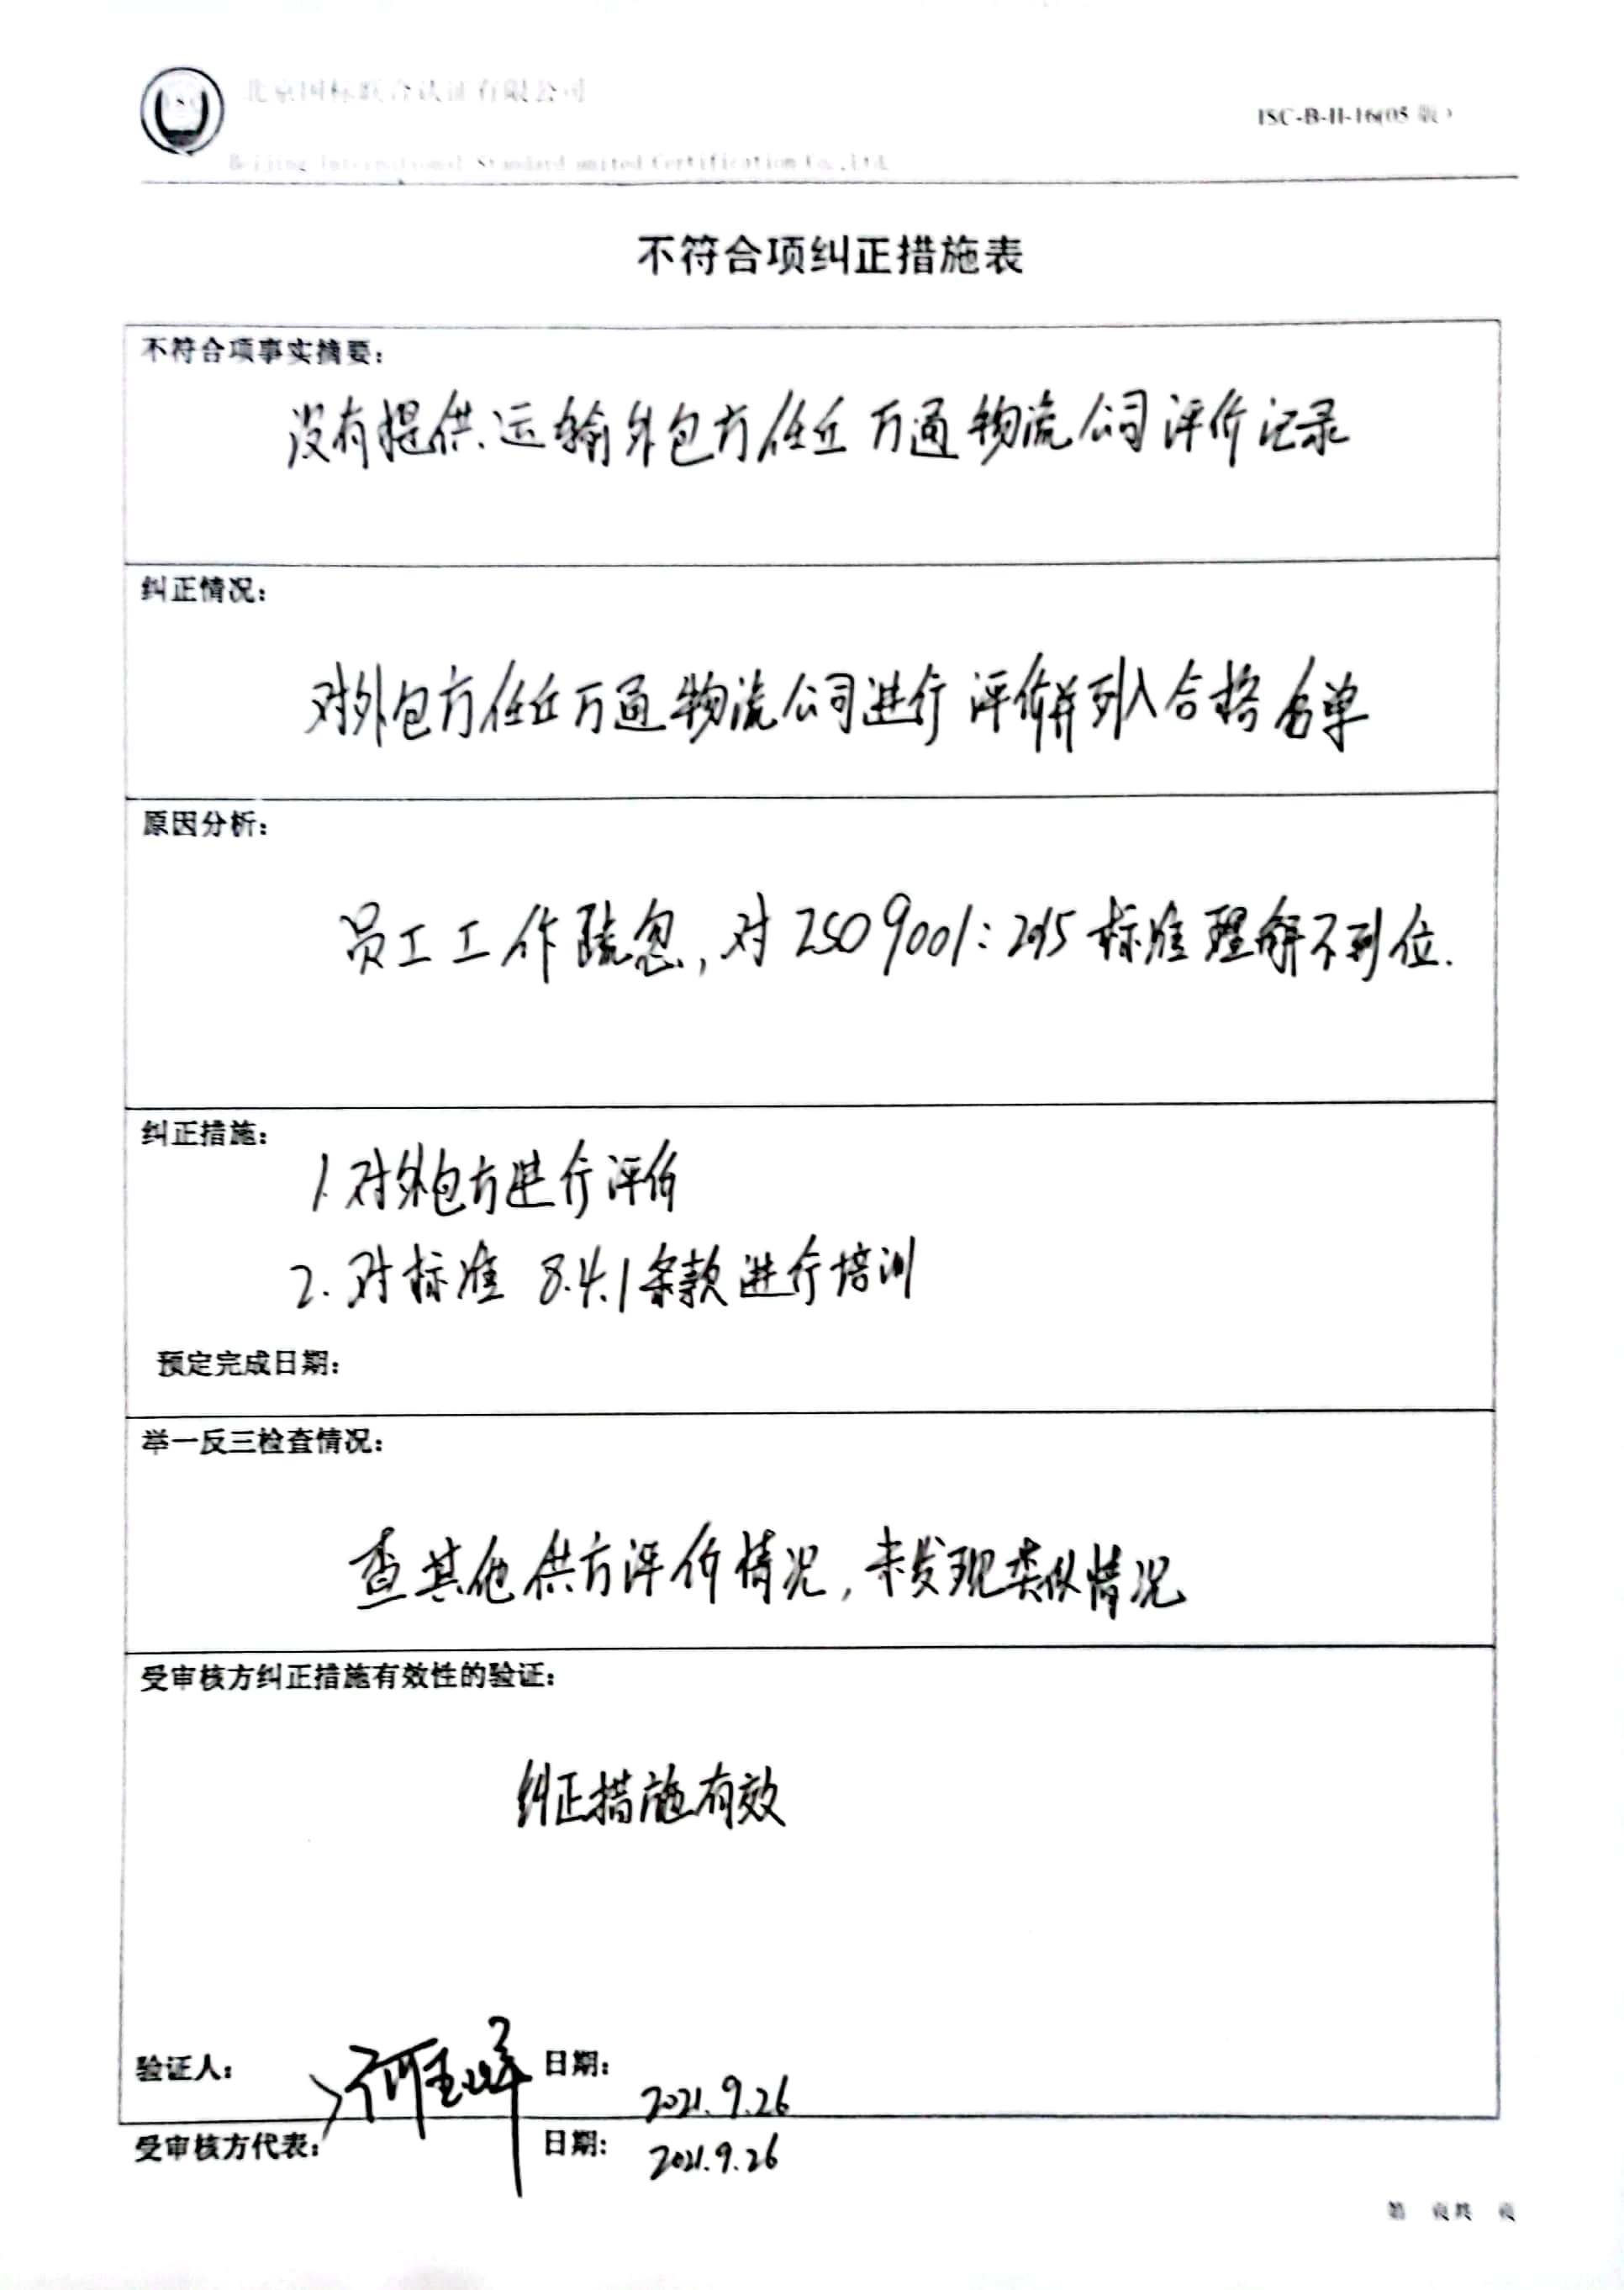 北京国标联合认证有限公司
ISC-B-II-16(05 版)
Beijing International Standard united Certification Co.,Ltd.
不符合项纠正措施表
不符合项事实摘要:
没有提供运输外包方任丘万通物流公司评价记录
纠正情况:
对外包方任丘万通物流公司进行评价并列入合格名单
原因分析:
员工工作疏忽,对ISO9001:2015标准理解不到位.
纠正措施:
1.对外包方进行评价
2.对标准 8.4.1条款进行培训
预定完成日期:
举一反三检查情况:
查其他供方评价情况,未发现类似情况
受审核方纠正措施有效性的验证:
纠正措施有效
验证人: 日期: 2021.9.26
受审核方代表: 日期: 2021.9.26
第 页共 页